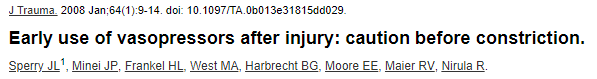 J Trauma. 2008 Jan;64(1):9-14. doi: 10.1097/TA.0b013e31815dd029.
Early use of vasopressors after injury: caution before constriction.
Sperry JL1, Minei JP, Frankel HL, West MA, Harbrecht BG, Moore EE, Maier RV, Nirula R.